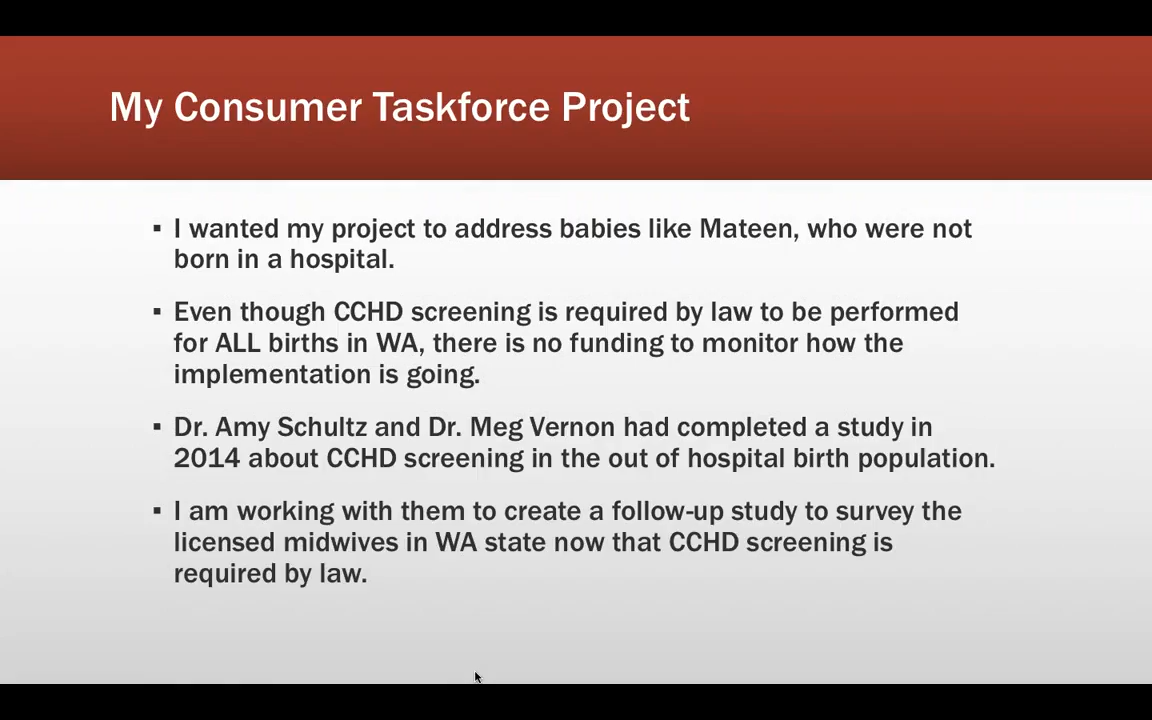 My Consumer Taskforce Project
▪ I wanted my project to address babies like Mateen, who were not
born in a hospital.
▪ Even though CCHD screening is required by law to be performed
for ALL births in WA, there is no funding to monitor how the
implementation is going.
▪ Dr. Amy Schultz and Dr. Meg Vernon had completed a study in
2014 about CCHD screening in the out of hospital birth population.
▪ I am working with them to create a follow-up study to survey the
licensed midwives in WA state now that CCHD screening is
required by law.